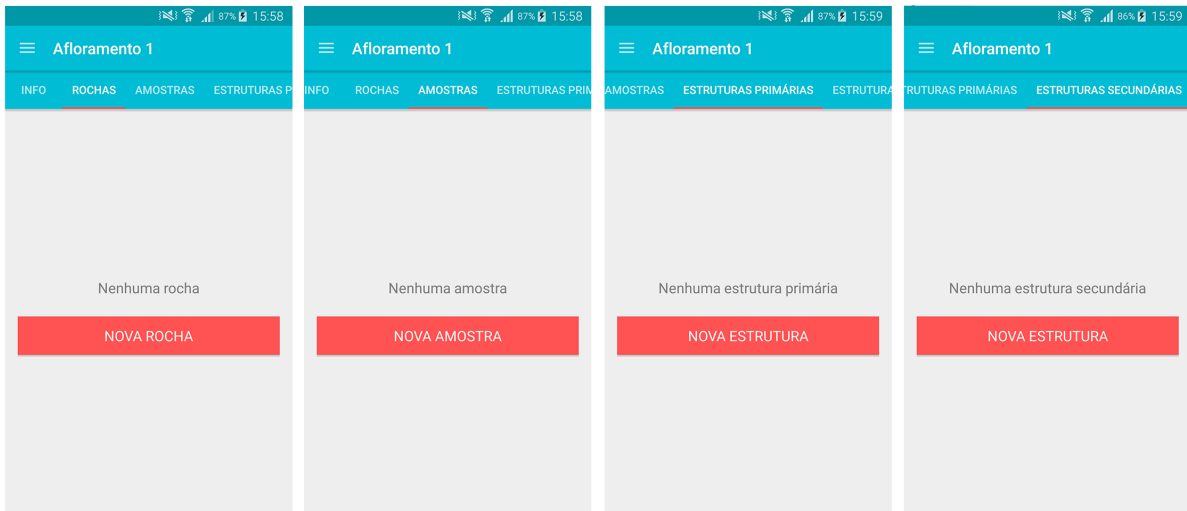 87% 15:58
Afloramento 1
INFO ROCHAS AMOSTRAS ESTRUTURAS P
Nenhuma rocha
NOVA ROCHA
87% 15:58
Afloramento 1
INFO ROCHAS AMOSTRAS ESTRUTURAS PRIM
Nenhuma amostra
NOVA AMOSTRA
87% 15:59
Afloramento 1
AMOSTRAS ESTRUTURAS PRIMÁRIAS ESTRUTURA
Nenhuma estrutura primária
NOVA ESTRUTURA
86% 15:59
Afloramento 1
TRUTURAS PRIMÁRIAS ESTRUTURAS SECUNDÁRIAS
Nenhuma estrutura secundária
NOVA ESTRUTURA